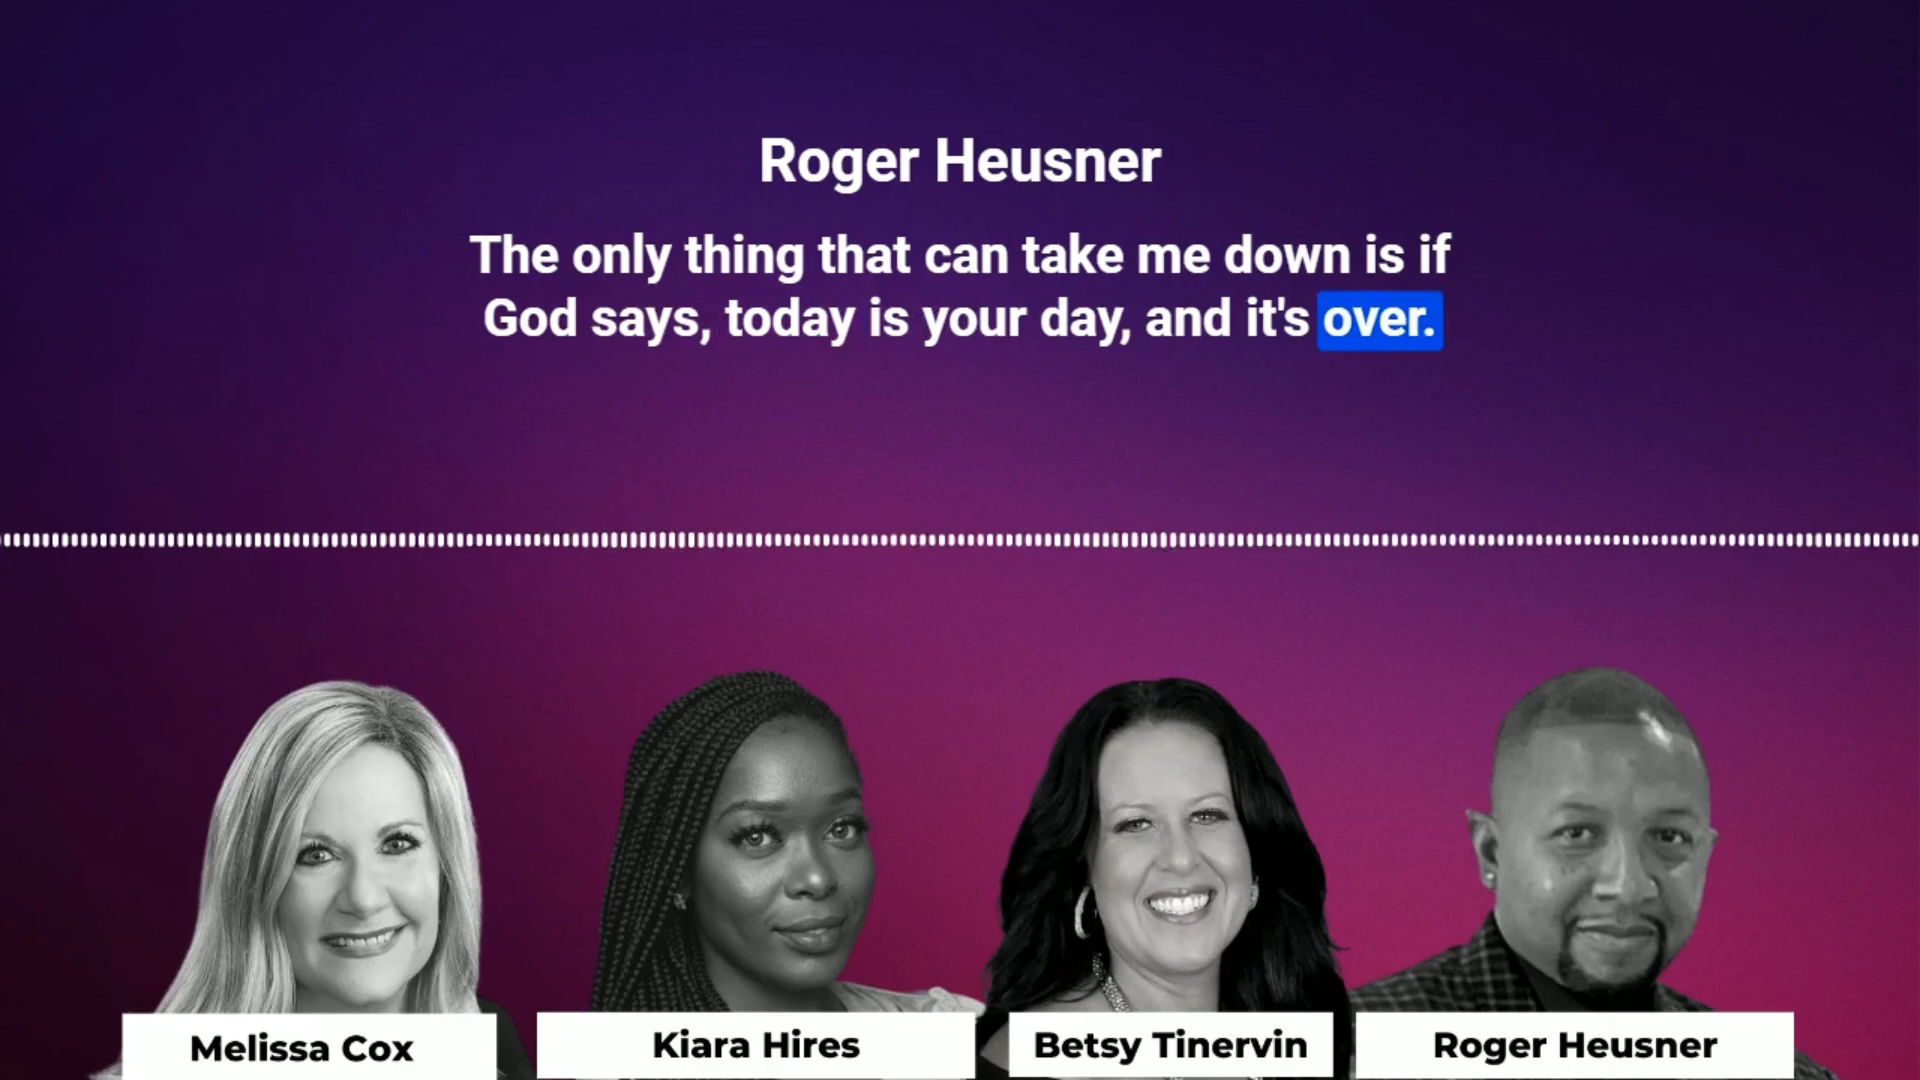 Roger Heusner
The only thing that can take me down is if
God says, today is your day, and it's over.
Melissa Cox
Kiara Hires
Betsy Tinervin
Roger Heusner